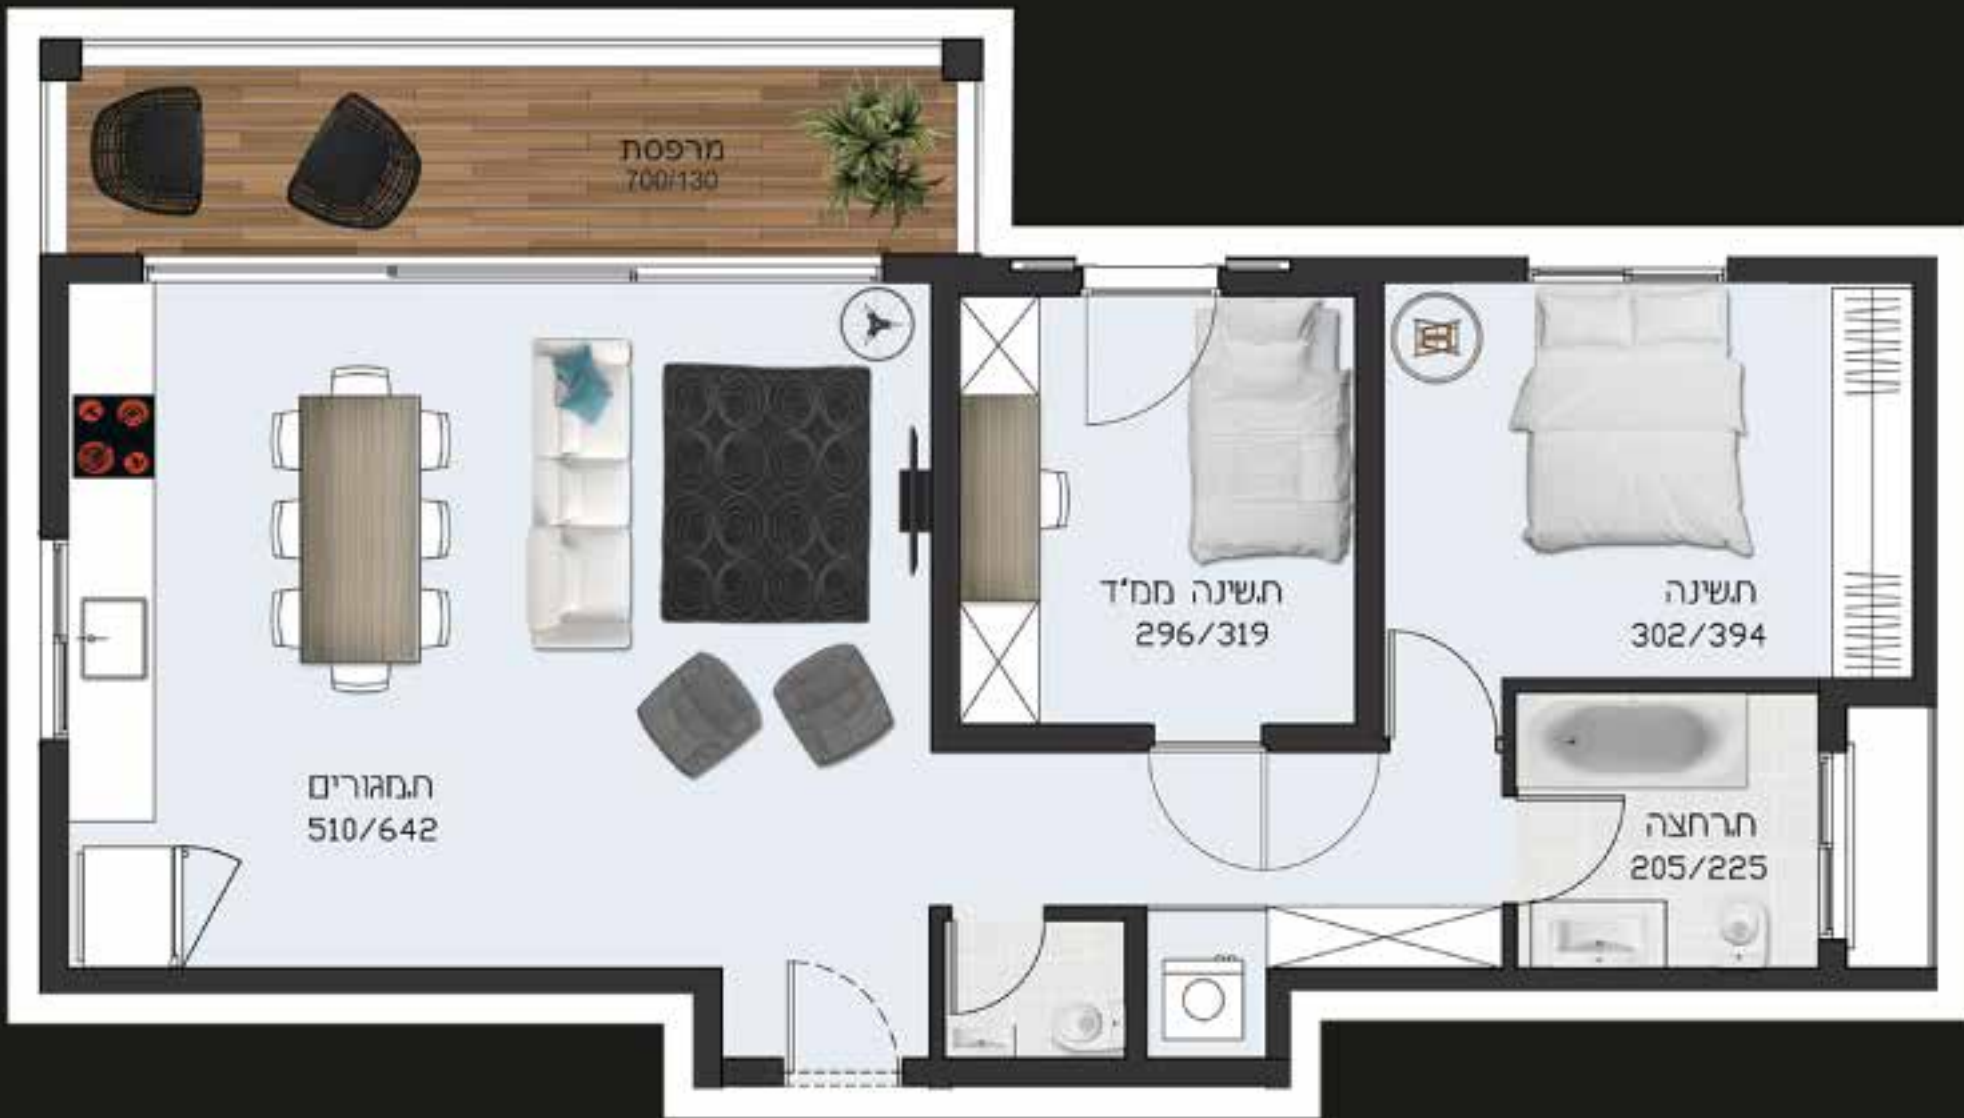 מרפסת
700/130
ח.שינה ממ'ד
296/319
ח.שינה
302/394
ח.מגורים
510/642
ח.רחצה
205/225